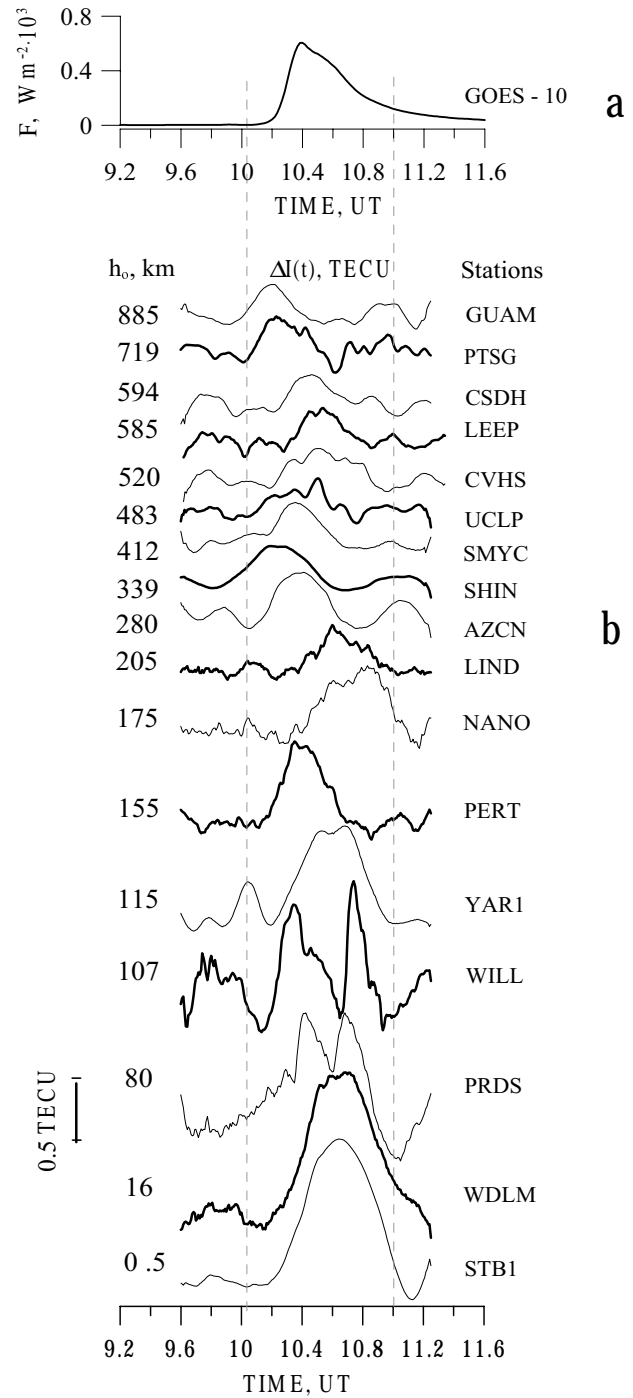 F, W m⁻²·10³
0.8
0.4
0
GOES - 10
a
9.2 9.6 10 10.4 10.8 11.2 11.6
TIME, UT
h₀, km ΔI(t), TECU Stations
885 GUAM
719 PTSG
594 CSDH
585 LEEP
520 CVHS
483 UCLP
412 SMYC
339 SHIN
280 AZCN
b
205 LIND
175 NANO
155 PERT
115 YAR1
107 WILL
80 PRDS
0.5 TECU
16 WDLM
0 .5 STB1
9.2 9.6 10 10.4 10.8 11.2 11.6
TIME, UT